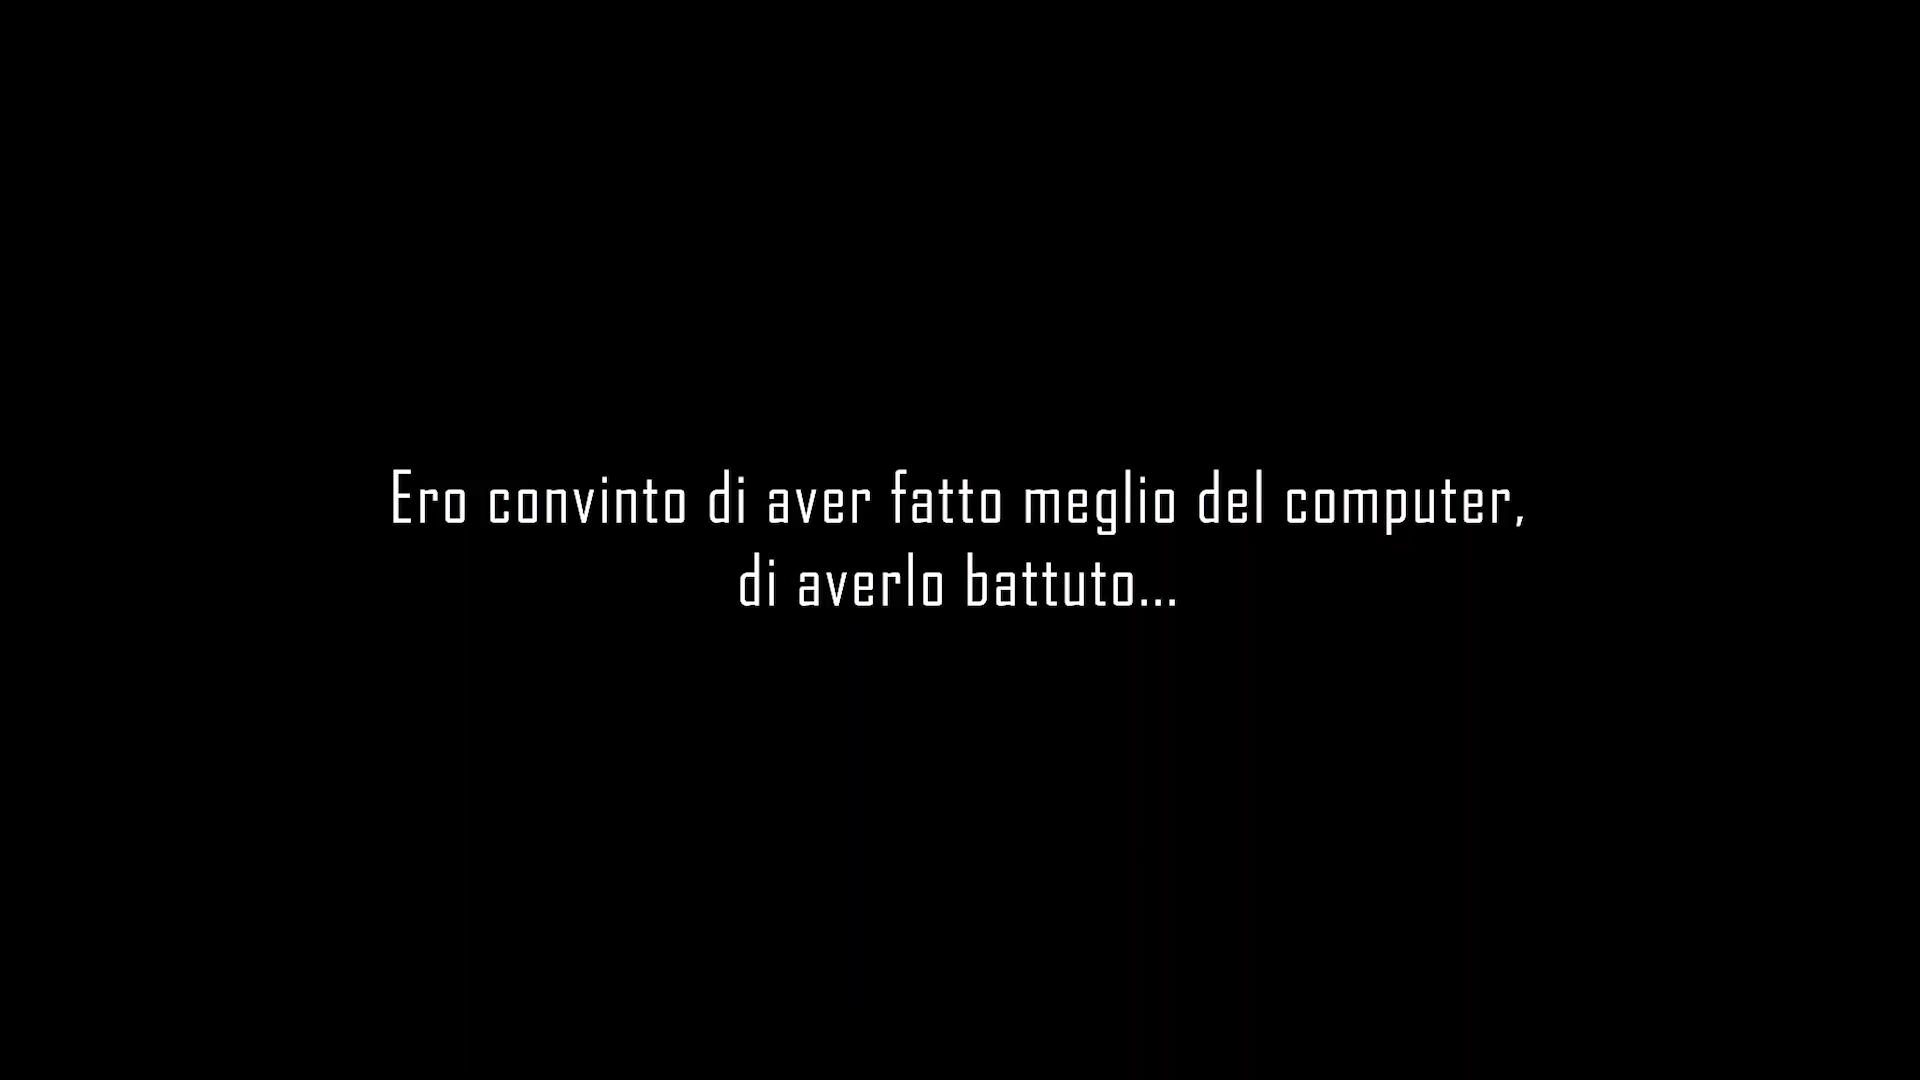 Ero convinto di aver fatto meglio del computer,
di averlo battuto...